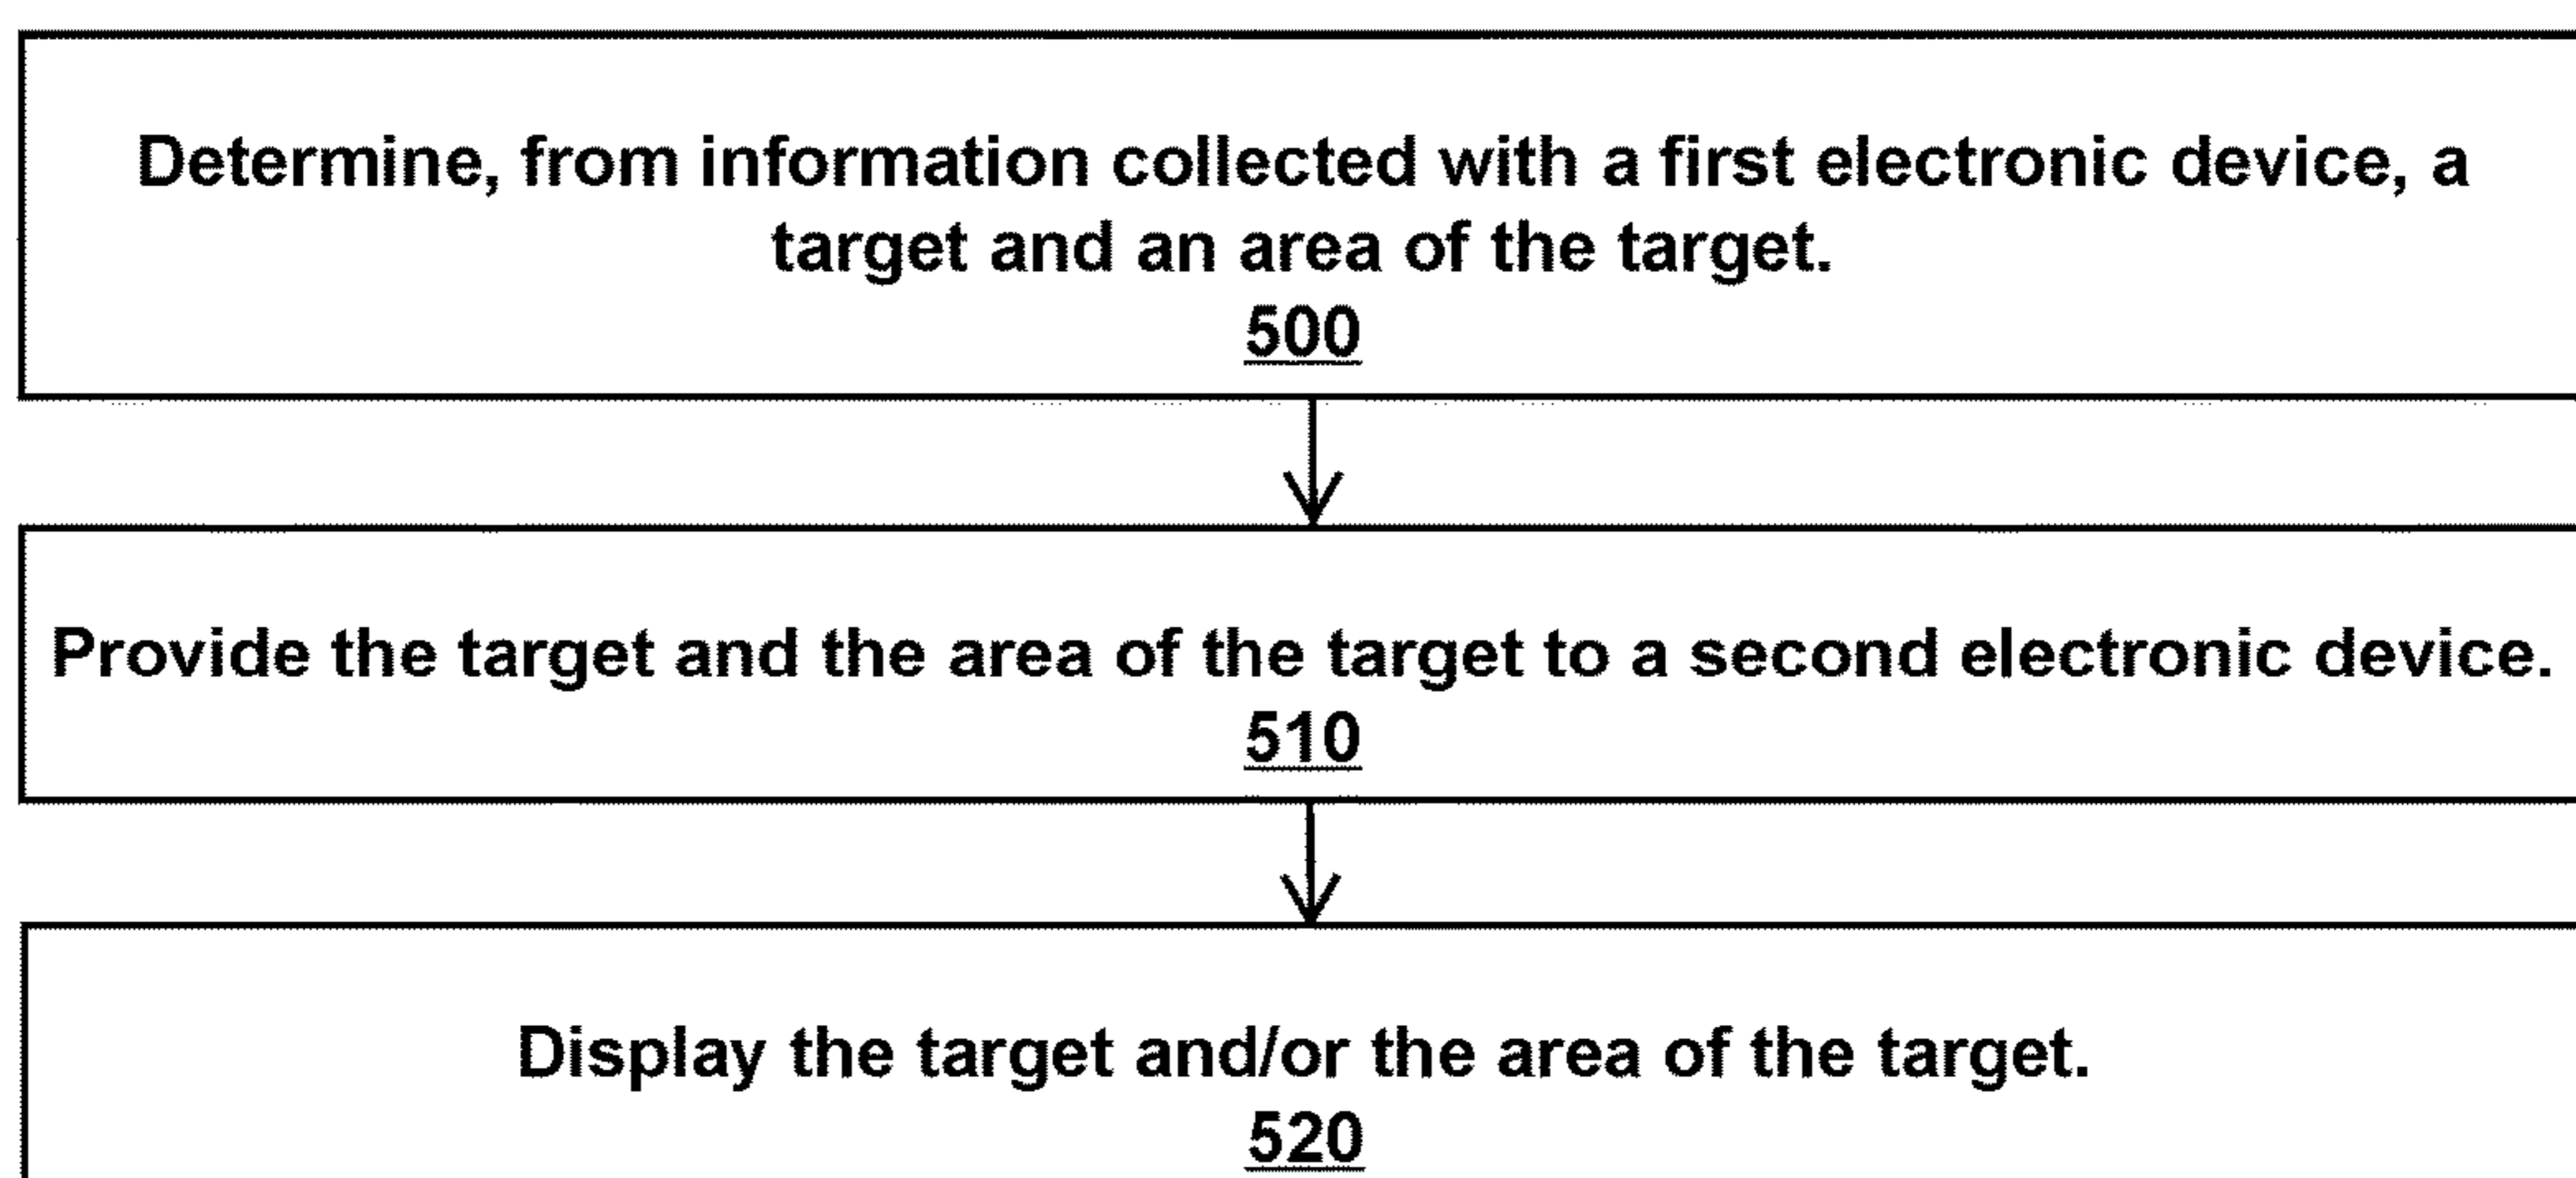 Determine, from information collected with a first electronic device, a
target and an area of the target.
500
Provide the target and the area of the target to a second electronic device.
510
Display the target and/or the area of the target.
520